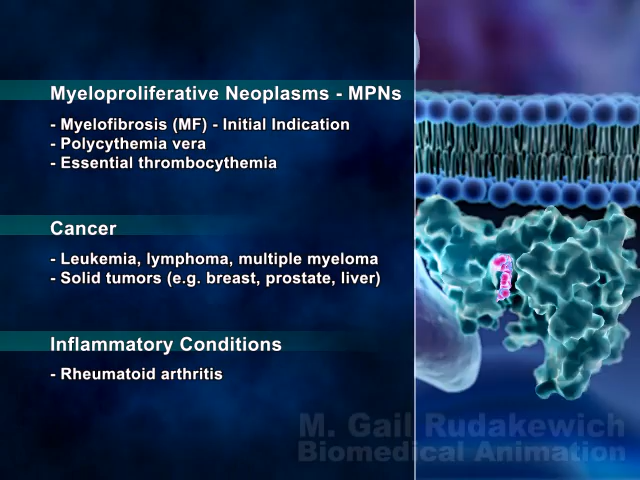 Myeloproliferative Neoplasms - MPNs
- Myelofibrosis (MF) - Initial Indication
- Polycythemia vera
- Essential thrombocythemia
Cancer
- Leukemia, lymphoma, multiple myeloma
- Solid tumors (e.g. breast, prostate, liver)
Inflammatory Conditions
- Rheumatoid arthritis
M. Gail Rudakewich
Biomedical Animation